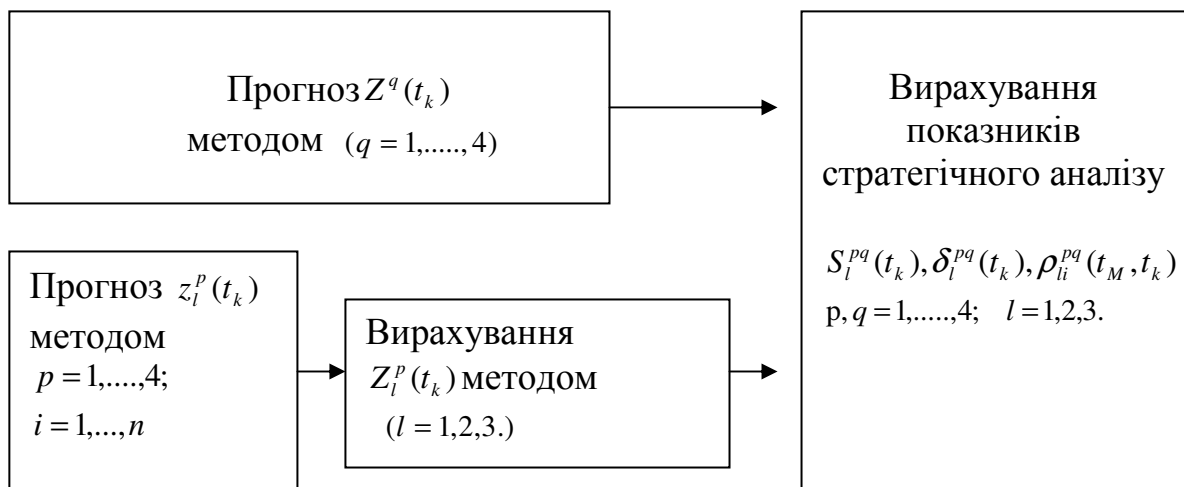 Прогноз Z^q(t_k)
методом (q = 1,....., 4)
Прогноз z_l^p(t_k)
методом
p = 1,....,4;
i = 1,...,n
Вирахування
Z_l^p(t_k) методом
(l = 1,2,3.)
Вирахування
показників
стратегічного аналізу
S_l^{pq}(t_k), δ_l^{pq}(t_k), ρ_{li}^{pq}(t_M, t_k)
p, q = 1,.....,4; l = 1,2,3.